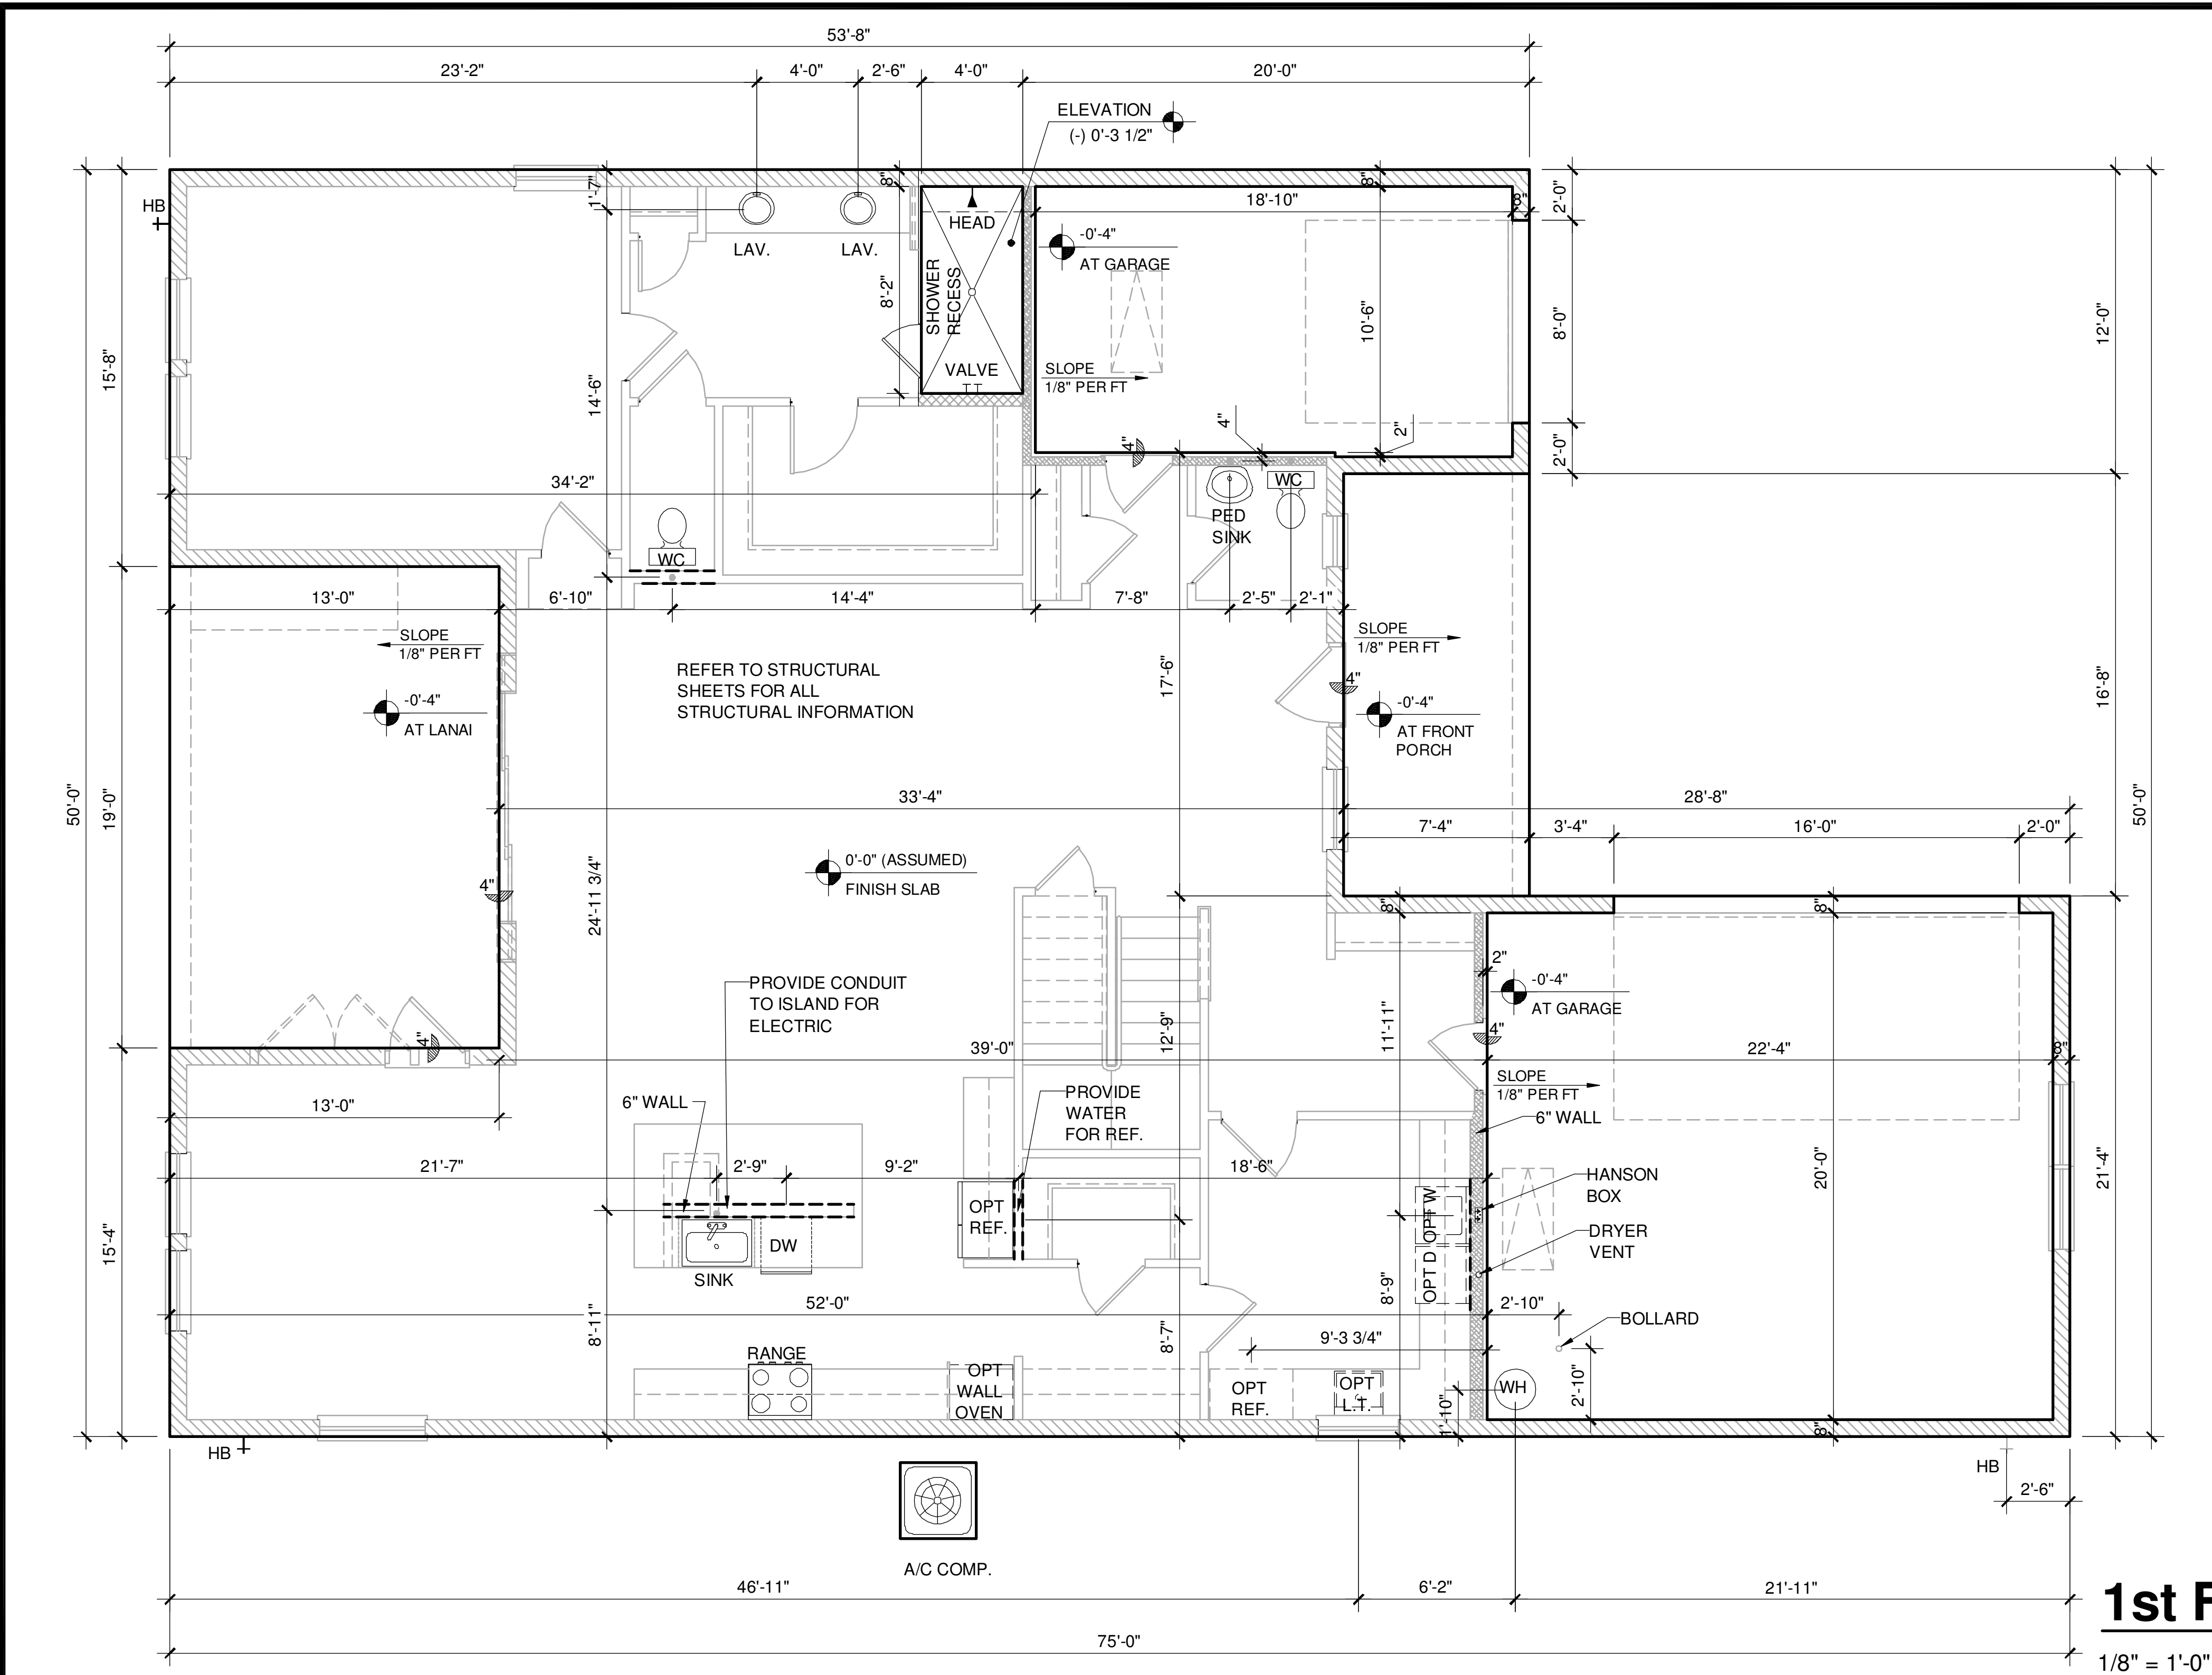 53'-8"
23'-2"
4'-0"
2'-6"
4'-0"
20'-0"
ELEVATION
(-) 0'-3 1/2"
1'-7"
8"
8"
18'-10"
8"
2'-0"
HB
HEAD
LAV.
LAV.
-0'-4"
AT GARAGE
SHOWER
RECESS
8'-2"
10'-6"
8'-0"
12'-0"
15'-8"
14'-6"
VALVE
SLOPE
1/8" PER FT
4"
4"
2"
2'-0"
34'-2"
WC
PED
SINK
WC
13'-0"
6'-10"
14'-4"
7'-8"
2'-5"
2'-1"
SLOPE
1/8" PER FT
SLOPE
1/8" PER FT
REFER TO STRUCTURAL
SHEETS FOR ALL
STRUCTURAL INFORMATION
17'-6"
4"
16'-8"
-0'-4"
AT LANAI
-0'-4"
AT FRONT
PORCH
50'-0"
19'-0"
33'-4"
28'-8"
50'-0"
7'-4"
3'-4"
16'-0"
2'-0"
0'-0" (ASSUMED)
FINISH SLAB
4"
24'-11 3/4"
8"
8"
2"
PROVIDE CONDUIT
TO ISLAND FOR
ELECTRIC
-0'-4"
AT GARAGE
4"
12'-9"
11'-11"
4"
39'-0"
22'-4"
8"
SLOPE
1/8" PER FT
13'-0"
6" WALL
PROVIDE
WATER
FOR REF.
6" WALL
21'-7"
2'-9"
9'-2"
18'-6"
HANSON
BOX
20'-0"
21'-4"
15'-4"
OPT
REF.
OPT W
DW
SINK
DRYER
VENT
OPT D
52'-0"
8'-11"
8'-9"
2'-10"
BOLLARD
8'-7"
9'-3 3/4"
RANGE
OPT
WALL
OVEN
OPT
REF.
OPT
L.T.
WH
2'-10"
1'-10"
8"
HB
HB
2'-6"
A/C COMP.
46'-11"
6'-2"
21'-11"
1st F
75'-0"
1/8" = 1'-0"